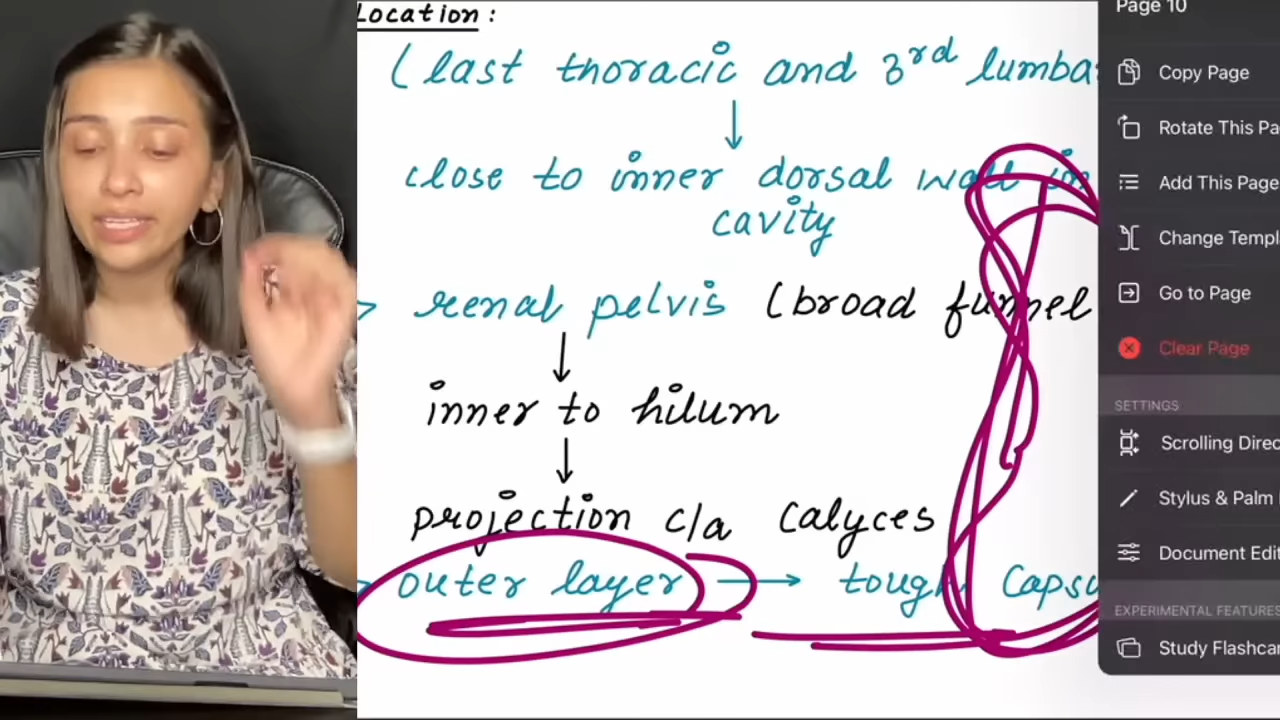 Location:
(last thoracic and 3rd lumba
close to inner dorsal wall in
cavity
> renal pelvis (broad funnel
inner to hilum
projection c/a calyces
outer layer → tough capsu
Page 10
Copy Page
Rotate This Pa
Add This Page
Change Templ
Go to Page
Clear Page
SETTINGS
Scrolling Direc
Stylus & Palm
Document Edit
EXPERIMENTAL FEATURES
Study Flashcar